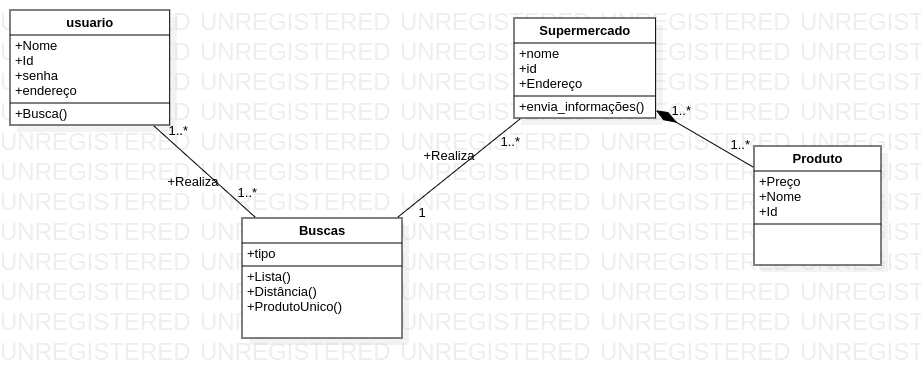 usuario
+Nome
+Id
+senha
+endereço
+Busca()
Supermercado
+nome
+id
+Endereço
+envia_informações()
1..*
+Realiza
1..*
1..*
+Realiza
1
1..*
1..*
Produto
+Preço
+Nome
+Id
Buscas
+tipo
+Lista()
+Distância()
+ProdutoUnico()
UNREGISTERED UNREGISTERED UNREGISTERED UNREGISTERED UNREGISTERED